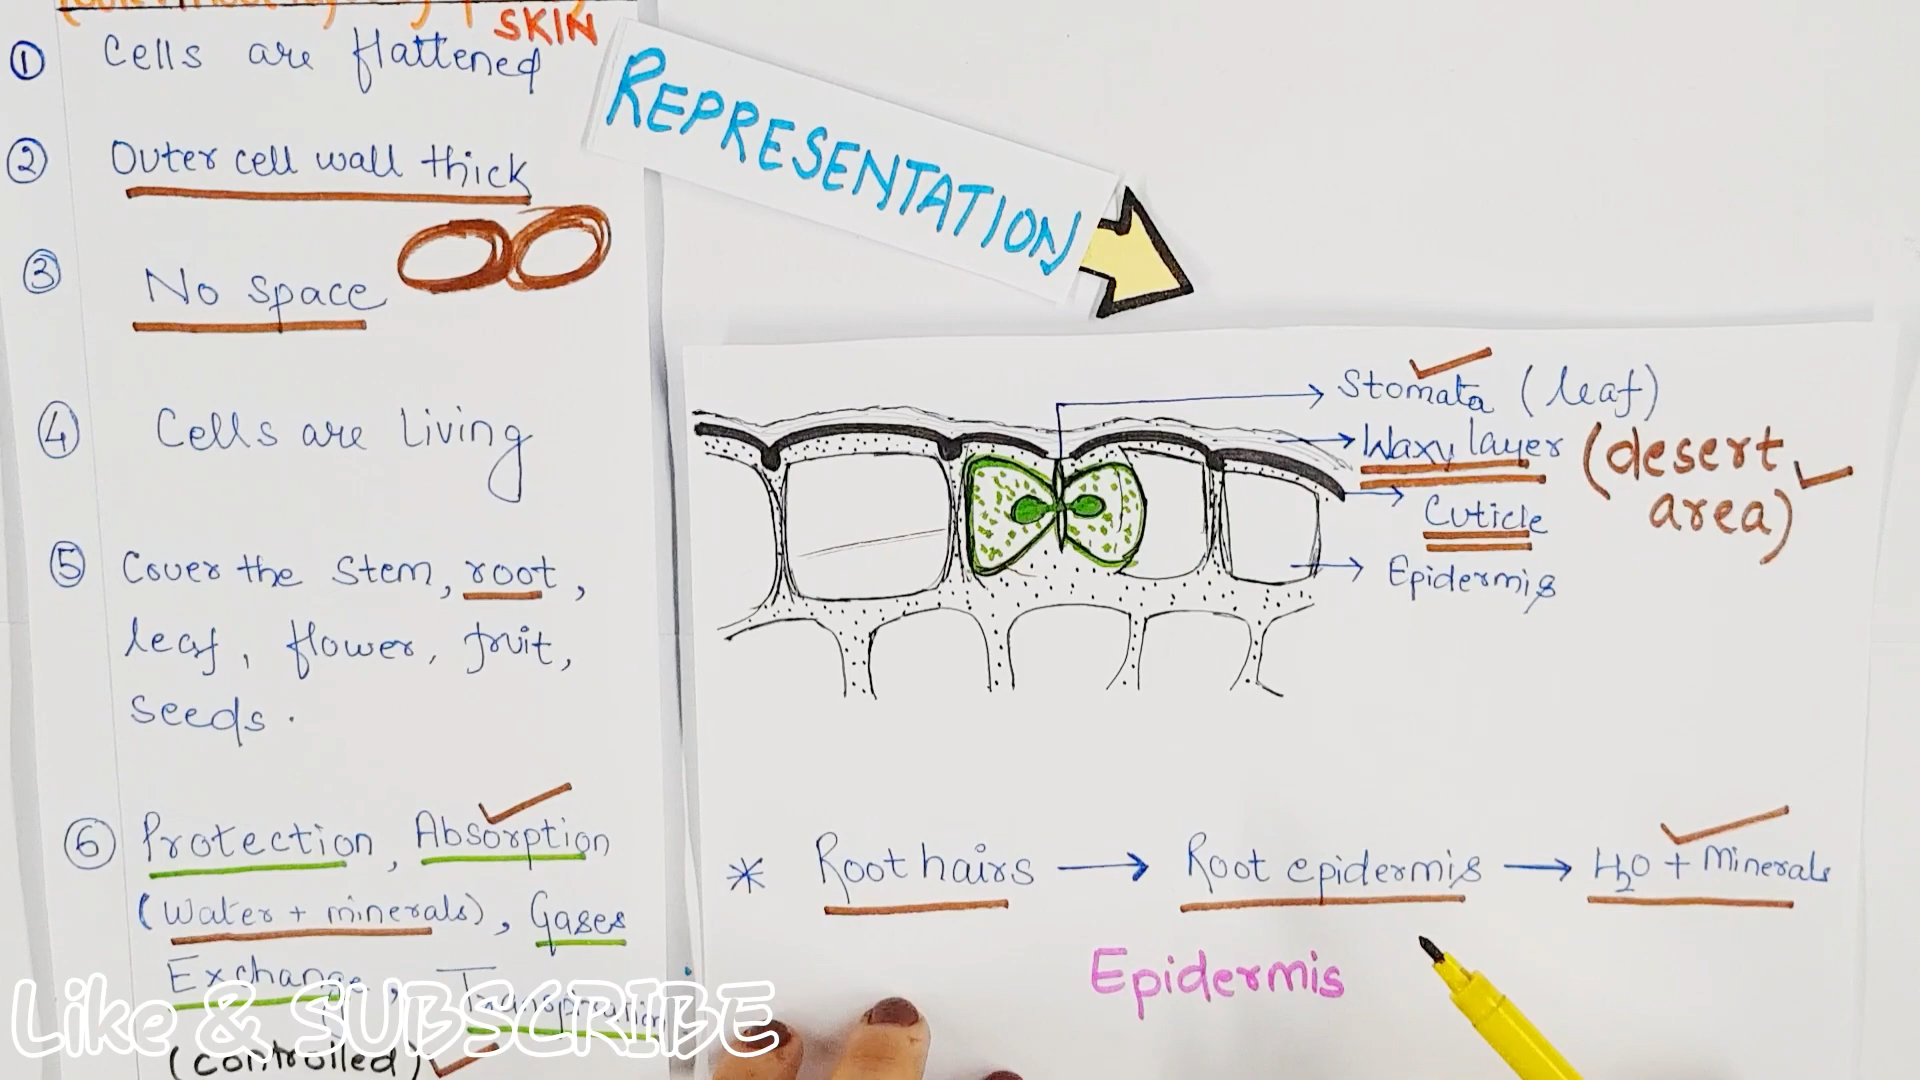 SKIN
① Cells are flattened
② Outer cell wall thick
③ No space
④ Cells are Living
⑤ Cover the stem, root,
leaf, flower, fruit,
seeds.
⑥ Protection, Absorption
(water + minerals), Gases
Exchange, Transpiration
(controlled)
Like & SUBSCRIBE
REPRESENTATION
Stomata (leaf)
Waxy layer (desert
area)
Cuticle
Epidermis
* Root hairs → Root epidermis → H₂O + Minerals
Epidermis